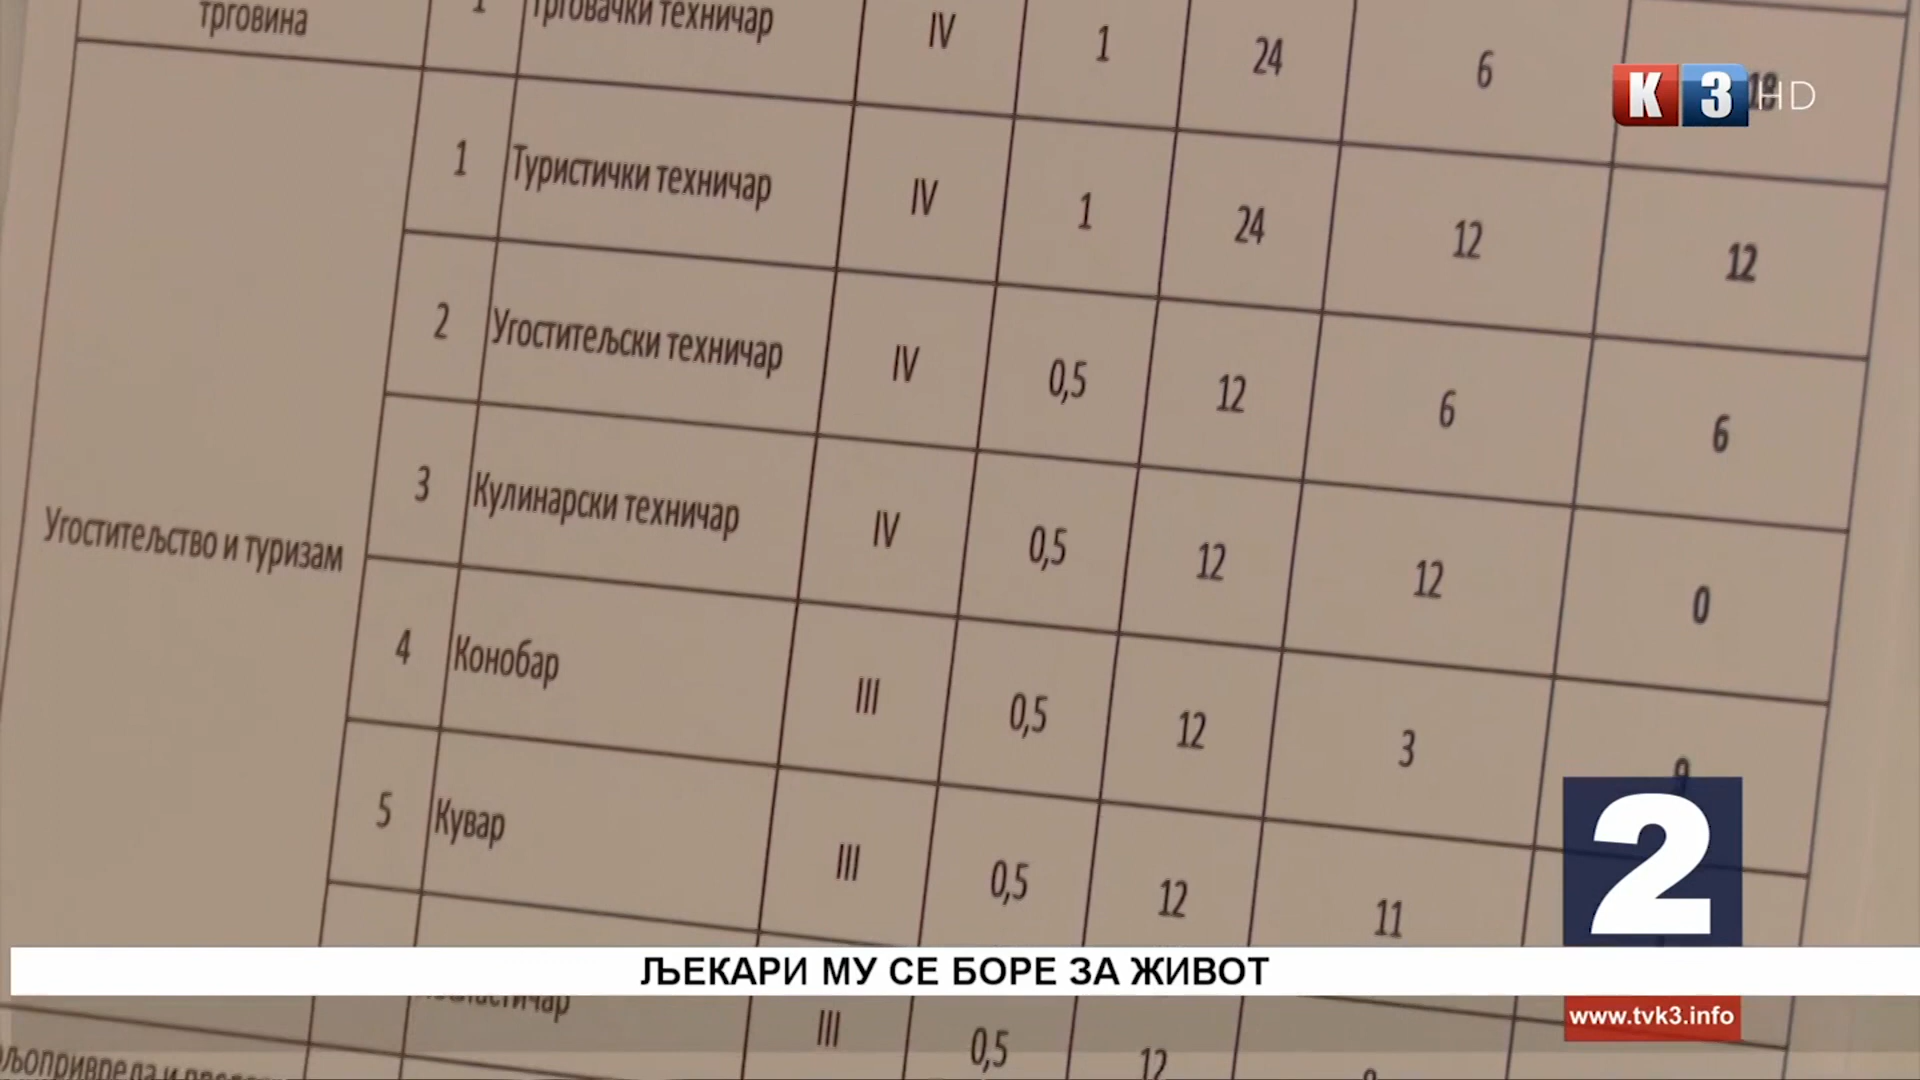 трговина 1 Трговачки техничар IV 1 24 6 18
К3 HD
1 Туристички техничар IV 1 24 12 12
2 Угоститељски техничар IV 0,5 12 6 6
3 Кулинарски техничар IV 0,5 12 12 0
Угоститељство и туризам
4 Конобар III 0,5 12 3 9
5 Кувар III 0,5 12 11
2
ЉЕКАРИ МУ СЕ БОРЕ ЗА ЖИВОТ
III 0,5 12
www.tvk3.info